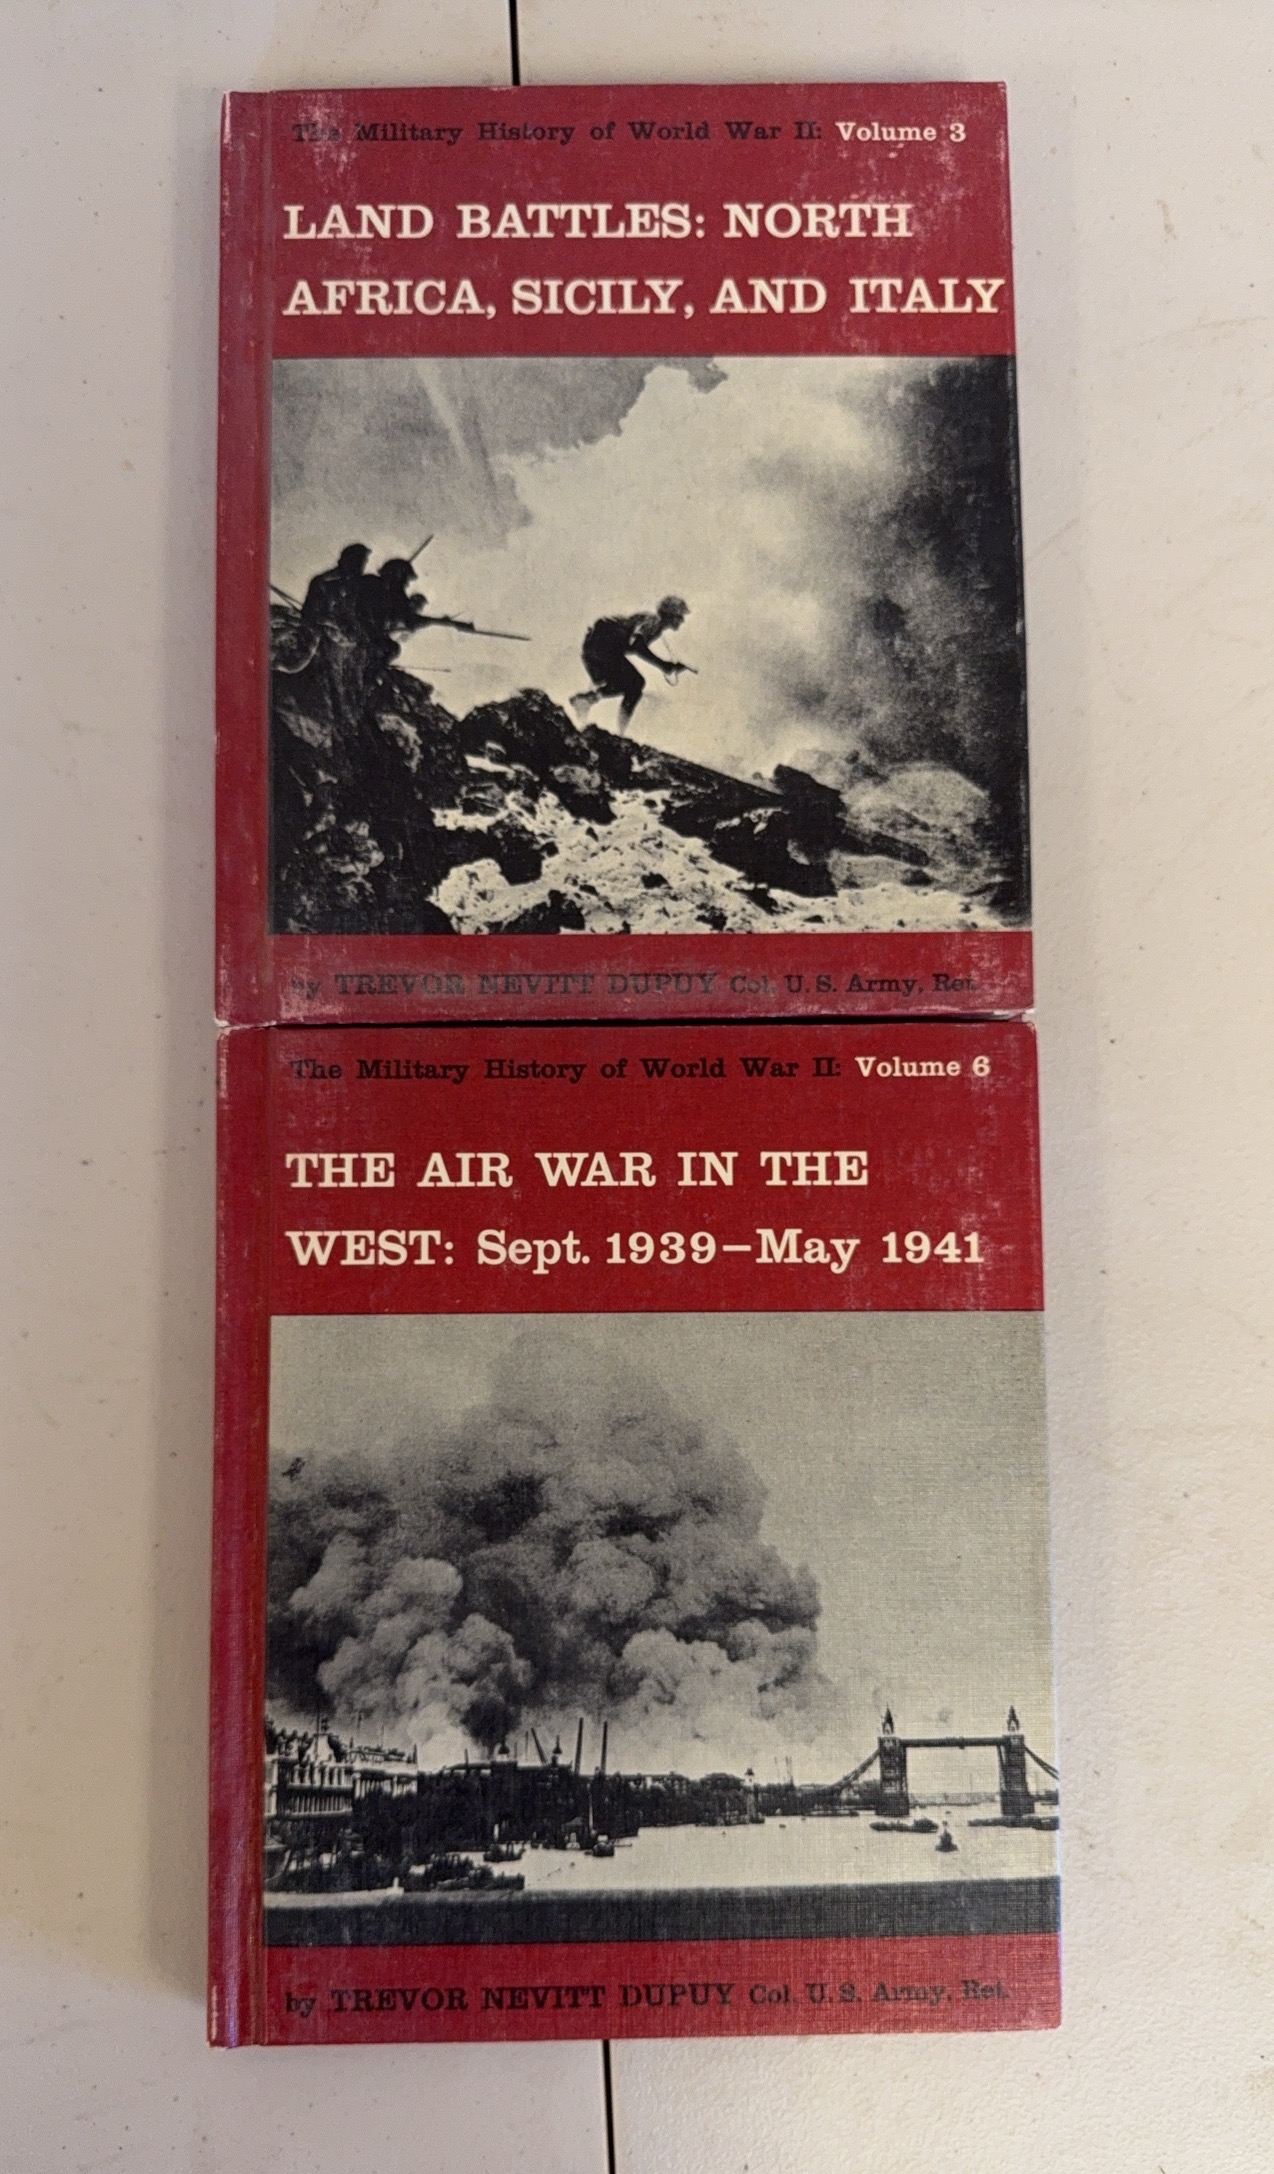 The Military History of World War II: Volume 3
LAND BATTLES: NORTH
AFRICA, SICILY, AND ITALY
by TREVOR NEVITT DUPUY Col. U.S. Army, Ret.
The Military History of World War II: Volume 6
THE AIR WAR IN THE
WEST: Sept. 1939–May 1941
by TREVOR NEVITT DUPUY Col. U.S. Army, Ret.